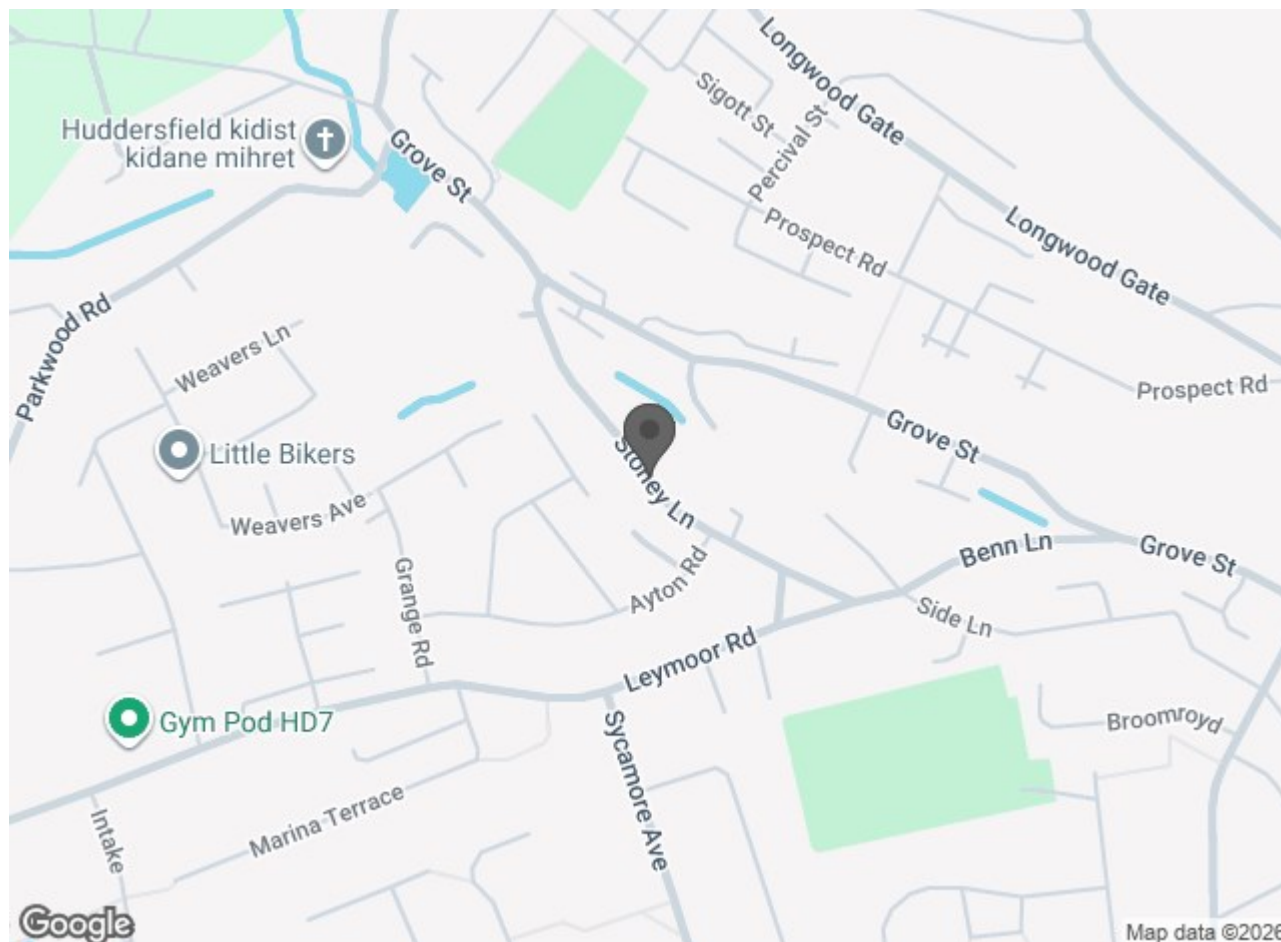 Longwood Gate
Sigott St
Percival St
Huddersfield kidist
kidane mihret
Grove St
Prospect Rd
Longwood Gate
Parkwood Rd
Weavers Ln
Prospect Rd
Grove St
Little Bikers
Stoney Ln
Weavers Ave
Benn Ln
Grove St
Grange Rd
Ayton Rd
Side Ln
Leymoor Rd
Gym Pod HD7
Broomroyd
Sycamore Ave
Marina Terrace
Intake
Google
Map data ©2026